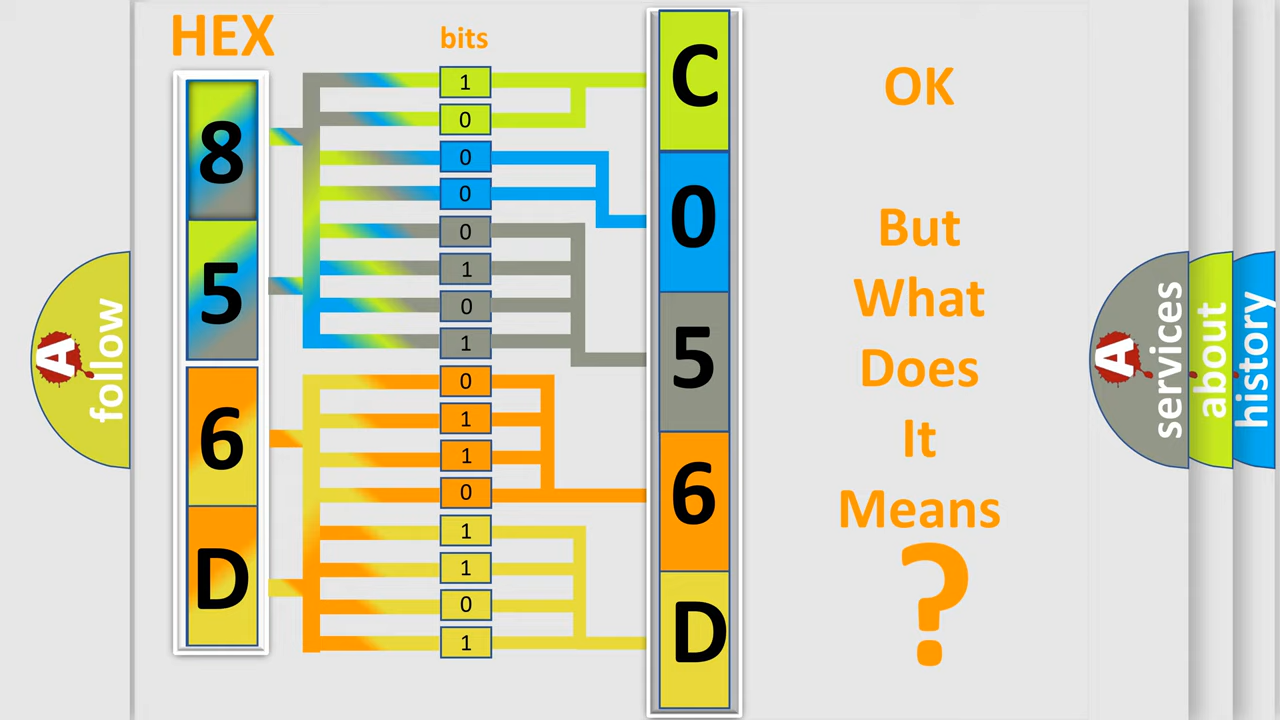 HEX
bits
8
5
6
D
1
0
0
0
0
1
0
1
0
1
1
0
1
1
0
1
C
0
5
6
D
OK
But
What
Does
It
Means
?
A
follow
A
services
about
history